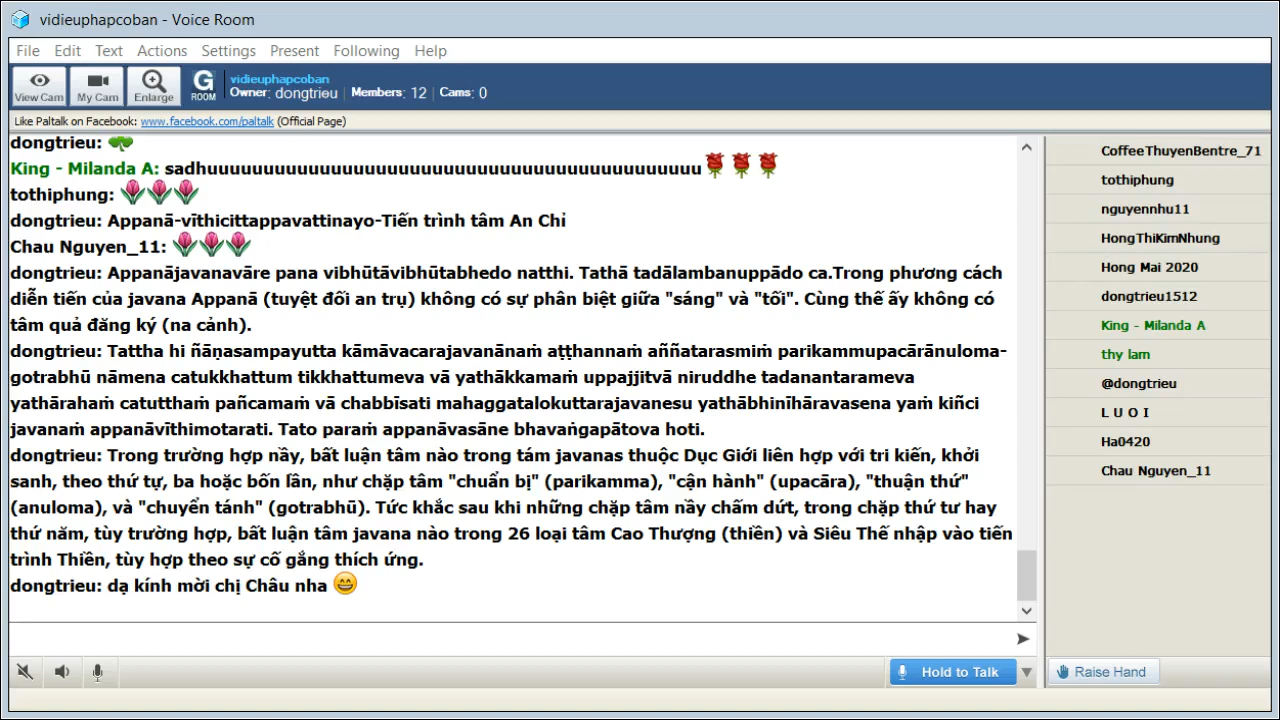 vidieuphapcoban - Voice Room
File Edit Text Actions Settings Present Following Help
View Cam My Cam Enlarge G ROOM
vidieuphapcoban
Owner: dongtrieu | Members: 12 | Cams: 0
Like Paltalk on Facebook: www.facebook.com/paltalk (Official Page)
dongtrieu:
King - Milanda A: sadhuuuuuuuuuuuuuuuuuuuuuuuuuuuuuuuuuuuuuuuuuuuu
tothiphung:
dongtrieu: Appanā-vīthicittappavattinayo-Tiến trình tâm An Chỉ
Chau Nguyen_11:
dongtrieu: Appanājavanavāre pana vibhūtāvibhūtabhedo natthi. Tathā tadālambanuppādo ca.Trong phương cách
diễn tiến của javana Appanā (tuyệt đối an trụ) không có sự phân biệt giữa "sáng" và "tối". Cùng thế ấy không có
tâm quả đăng ký (na cảnh).
dongtrieu: Tattha hi ñāṇasampayutta kāmāvacarajavanānaṁ aṭṭhannaṁ aññatarasmiṁ parikammupacārānuloma-
gotrabhū nāmena catukkhattum tikkhattumeva vā yathākkamaṁ uppajjitvā niruddhe tadanantarameva
yathārahaṁ catutthaṁ pañcamaṁ vā chabbīsati mahaggatalokuttarajavanesu yathābhinīhāravasena yaṁ kiñci
javanaṁ appanāvīthimotarati. Tato paraṁ appanāvasāne bhavaṅgapātova hoti.
dongtrieu: Trong trường hợp nầy, bất luận tâm nào trong tám javanas thuộc Dục Giới liên hợp với tri kiến, khởi
sanh, theo thứ tự, ba hoặc bốn lần, như chặp tâm "chuẩn bị" (parikamma), "cận hành" (upacāra), "thuận thứ"
(anuloma), và "chuyển tánh" (gotrabhū). Tức khắc sau khi những chặp tâm nầy chấm dứt, trong chặp thứ tư hay
thứ năm, tùy trường hợp, bất luận tâm javana nào trong 26 loại tâm Cao Thượng (thiền) và Siêu Thế nhập vào tiến
trình Thiền, tùy hợp theo sự cố gắng thích ứng.
dongtrieu: dạ kính mời chị Châu nha
Hold to Talk
CoffeeThuyenBentre_71
tothiphung
nguyennhu11
HongThiKimNhung
Hong Mai 2020
dongtrieu1512
King - Milanda A
thy lam
@dongtrieu
L U O I
Ha0420
Chau Nguyen_11
Raise Hand